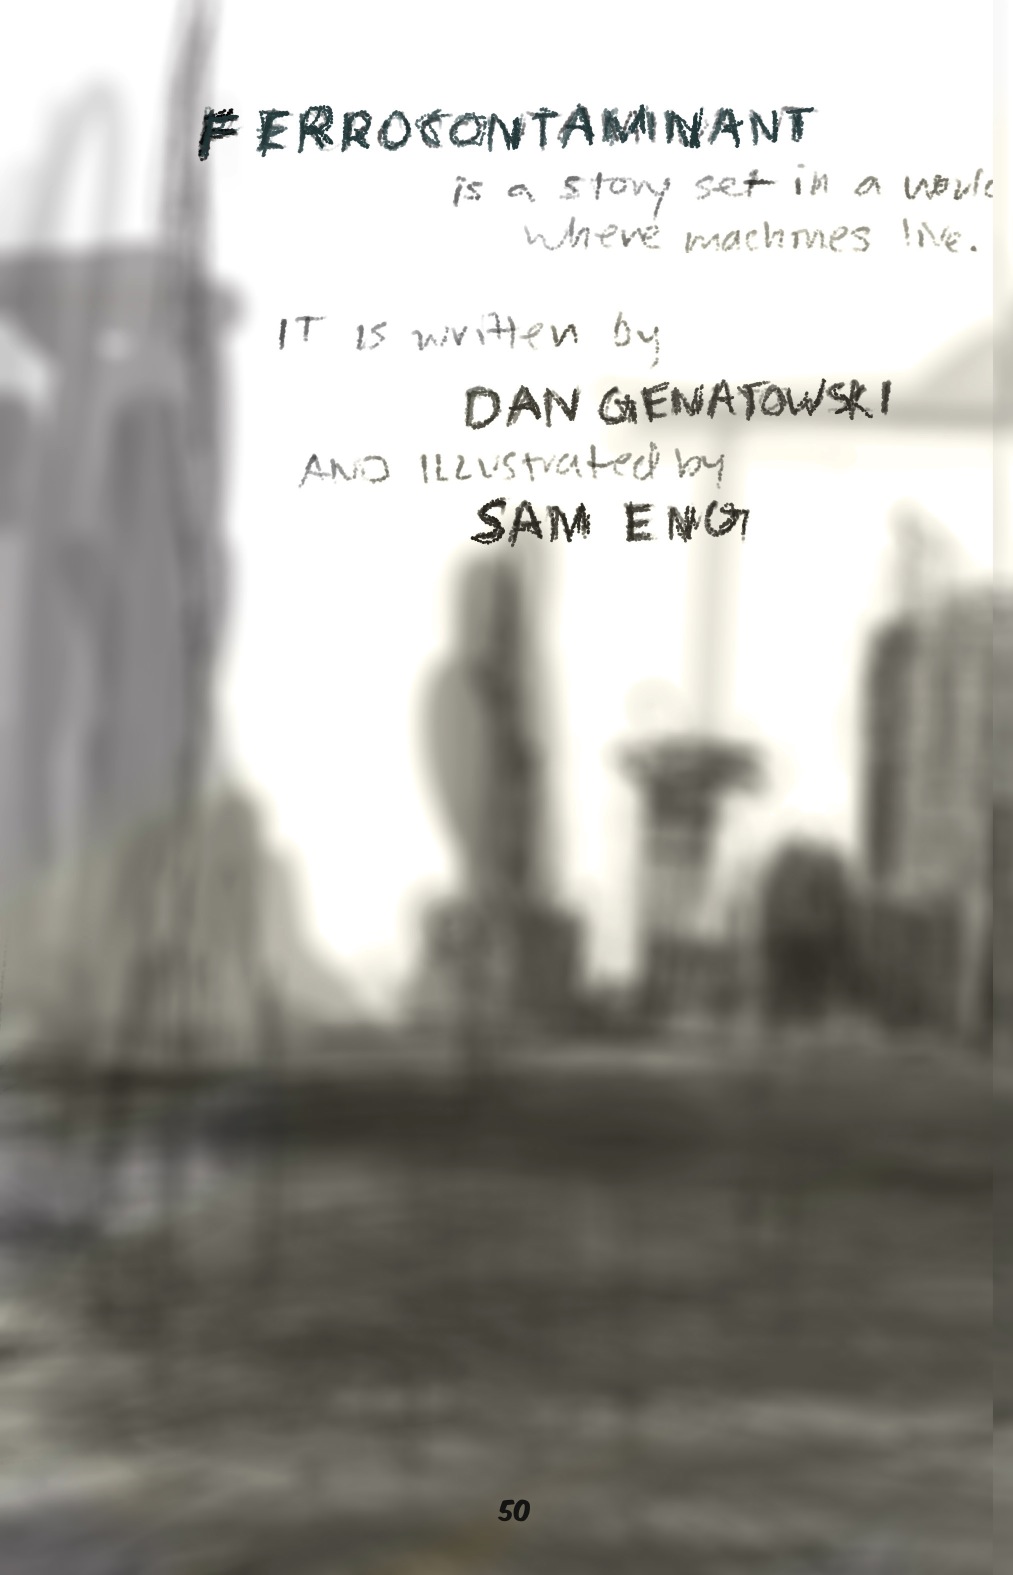 FERROCONTAMINANT
is a story set in a world
where machines live.
IT IS written by
DAN GENATOWSKI
AND ILLUstrated by
SAM ENG
50